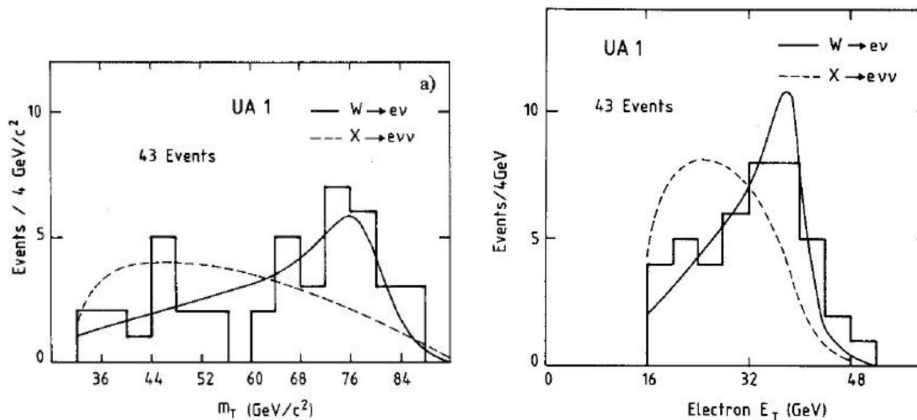 a)
UA 1
W→eν
X→eνν
43 Events
Events / 4 GeV/c²
10
5
0
36 44 52 60 68 76 84
m_T (GeV/c²)
UA 1
W→eν
X→eνν
43 Events
Events/4GeV
10
5
0
0 16 32 48
Electron E_T (GeV)